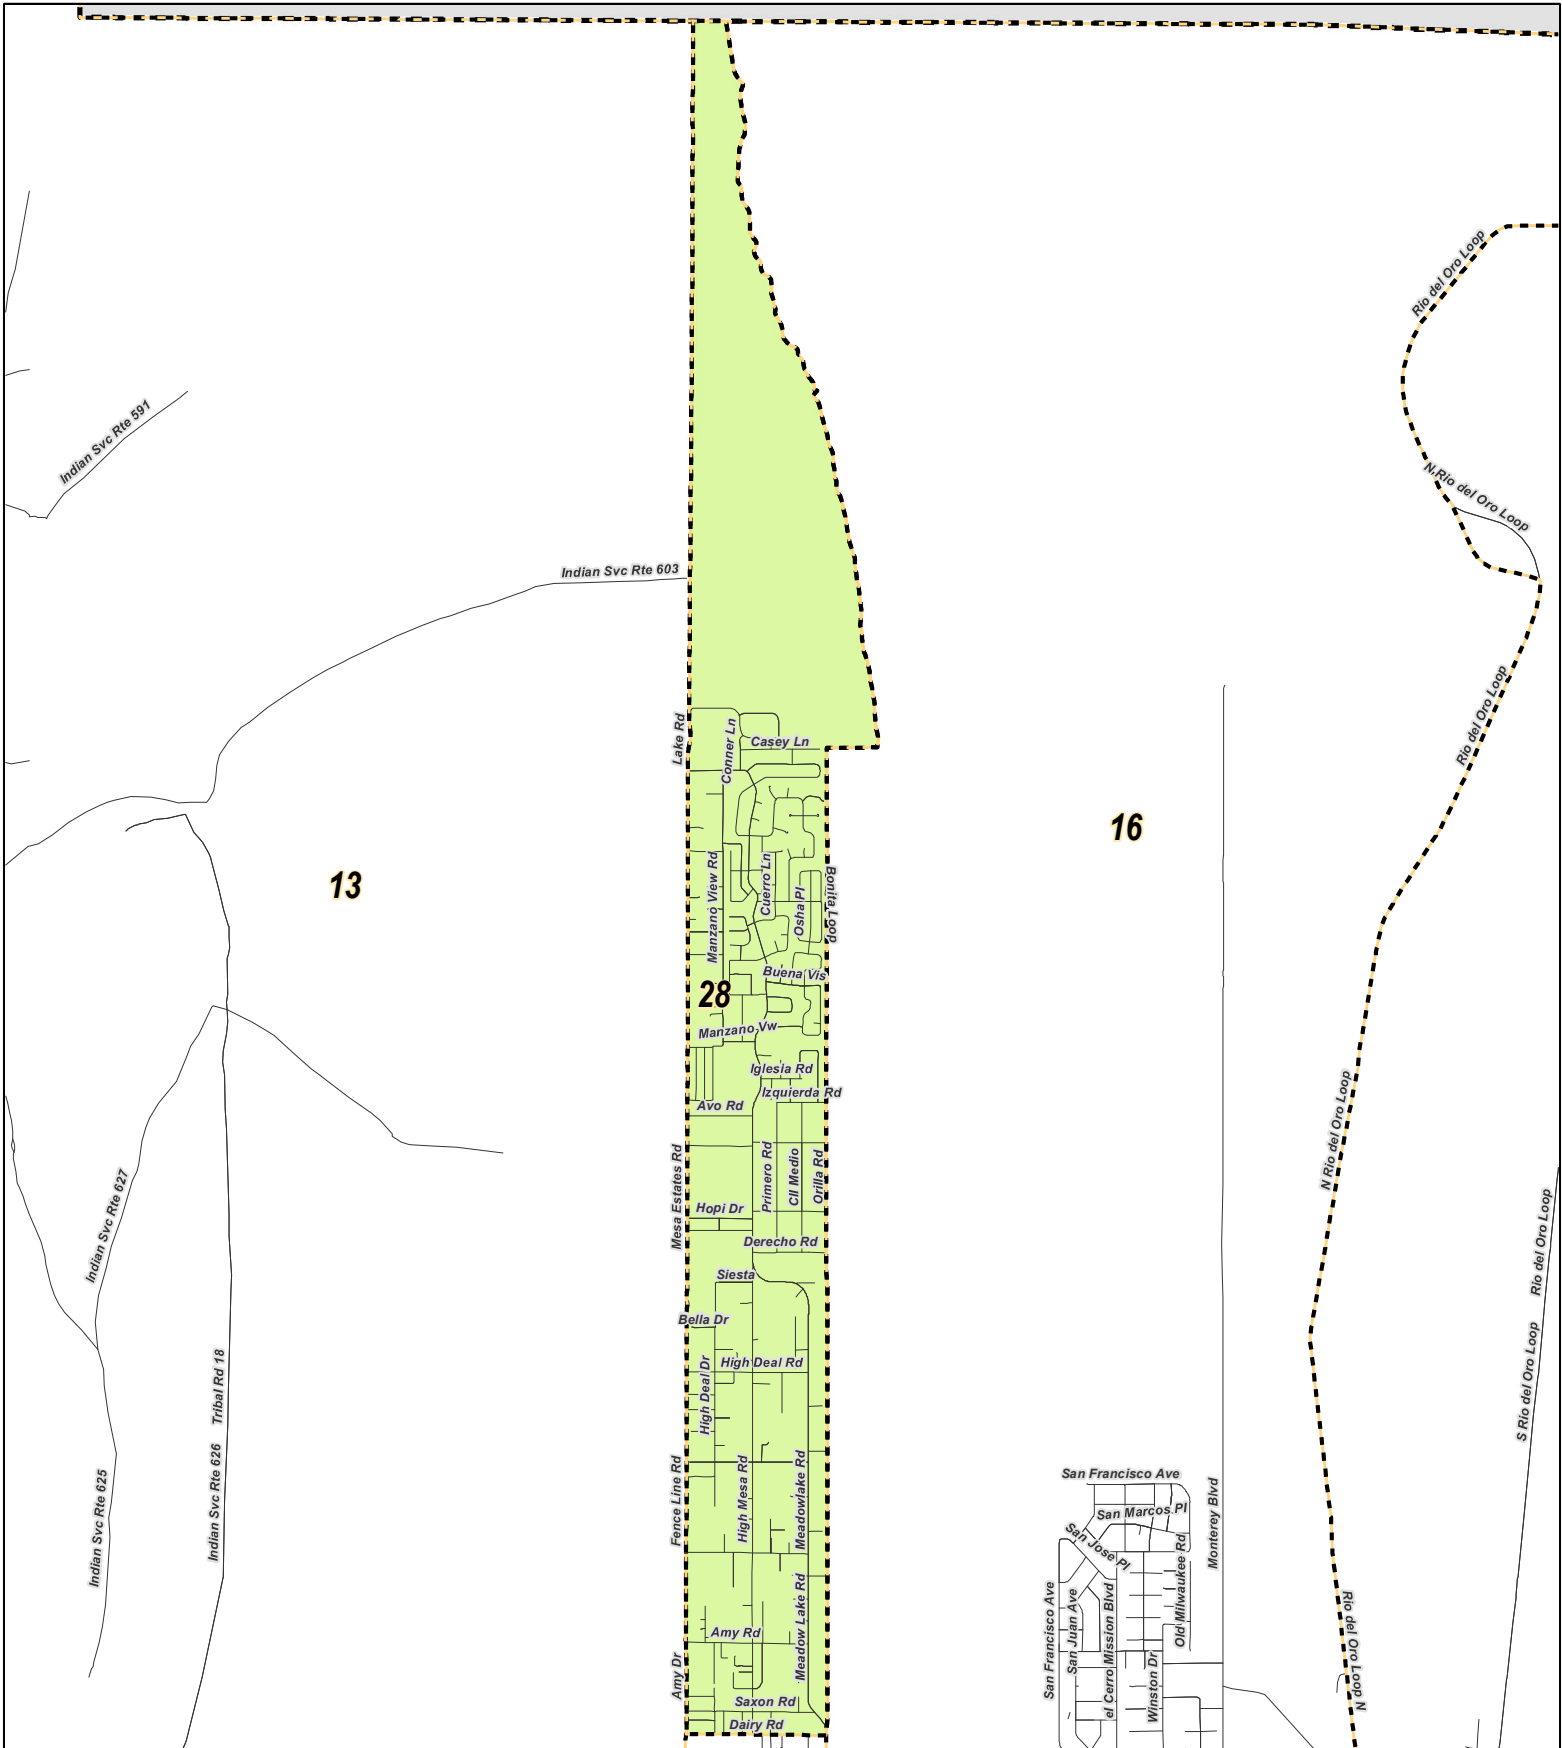 Rio del Oro Loop
Indian Svc Rte 591
N Rio del Oro Loop
Indian Svc Rte 603
Rio del Oro Loop
Lake Rd
Conner Ln
Casey Ln
16
13
Manzano View Rd
Cuerro Ln
Osha Pl
Bonita Loop
Buena Vis
28
Manzano Vw
Iglesia Rd
Izquierda Rd
Avo Rd
N Rio del Oro Loop
Mesa Estates Rd
Primero Rd
Cll Medio
Orilla Rd
Hopi Dr
Derecho Rd
Indian Svc Rte 627
Rio del Oro Loop
Siesta
Bella Dr
High Deal Rd
High Deal Dr
Tribal Rd 18
S Rio del Oro Loop
Indian Svc Rte 626
Indian Svc Rte 625
Fence Line Rd
High Mesa Rd
Meadowlake Rd
San Francisco Ave
San Marcos Pl
San Jose Pl
Monterey Blvd
Old Milwaukee Rd
San Francisco Ave
San Juan Ave
el Cerro Mission Blvd
Winston Dr
Rio del Oro Loop N
Meadow Lake Rd
Amy Rd
Amy Dr
Saxon Rd
Dairy Rd